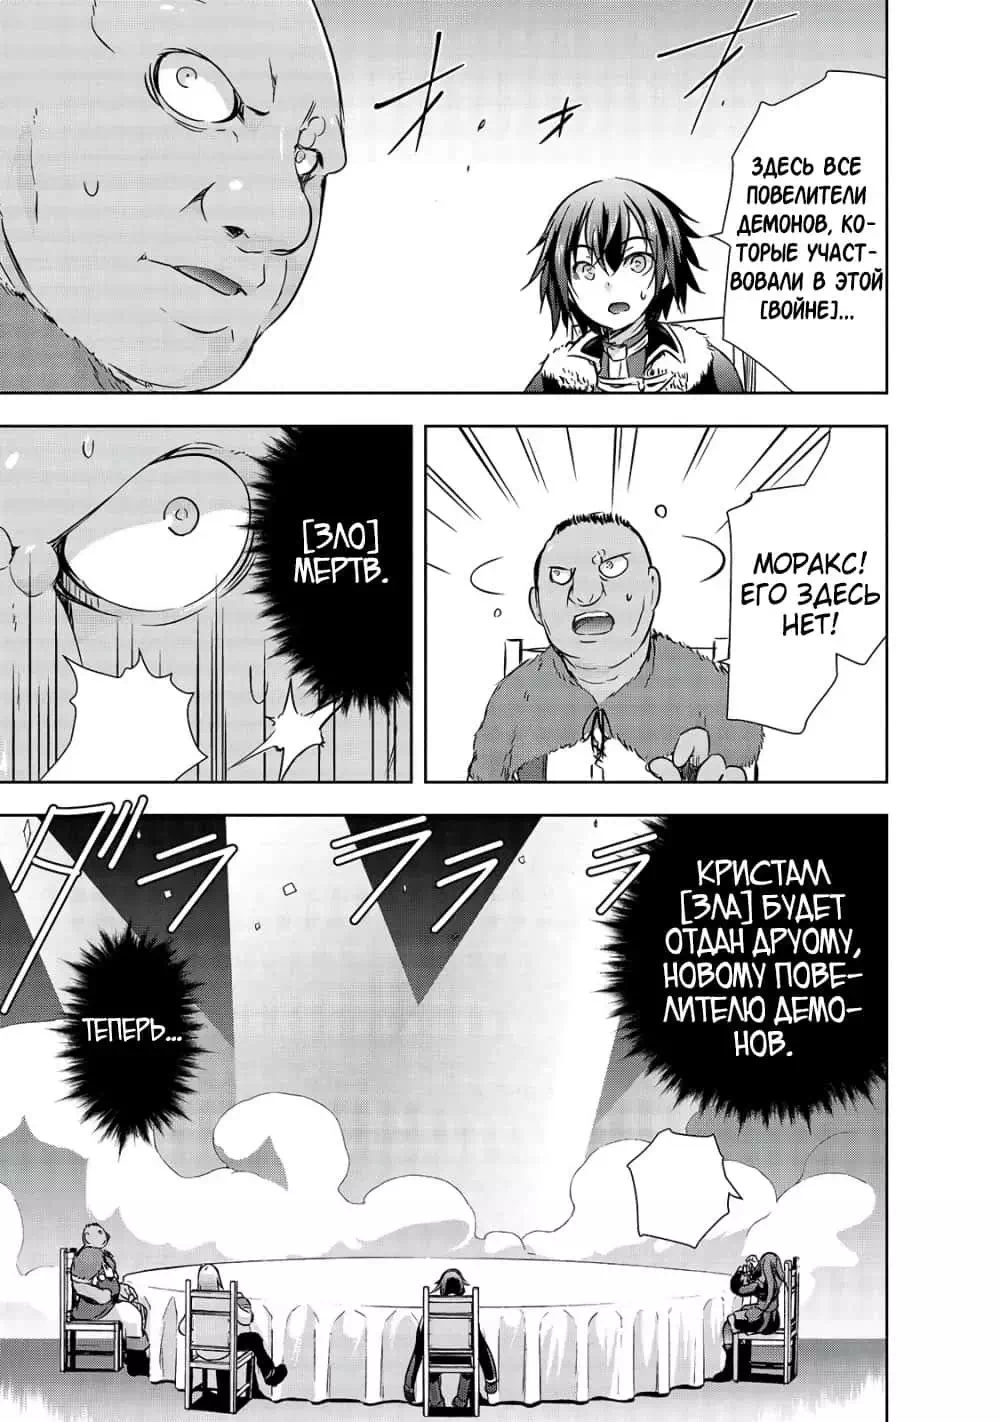 ЗДЕСЬ ВСЕ
ПОВЕЛИТЕЛИ
ДЕМОНОВ, КО-
ТОРЫЕ УЧАСТ-
ВОВАЛИ В ЭТОЙ
[ВОЙНЕ]...
МОРАКС!
ЕГО ЗДЕСЬ
НЕТ!
[ЗЛО]
МЕРТВ.
КРИСТАЛЛ
[ЗЛА] БУДЕТ
ОТДАН ДРУОМУ,
НОВОМУ ПОВЕ-
ЛИТЕЛЮ ДЕМО-
НОВ.
ТЕПЕРЬ...